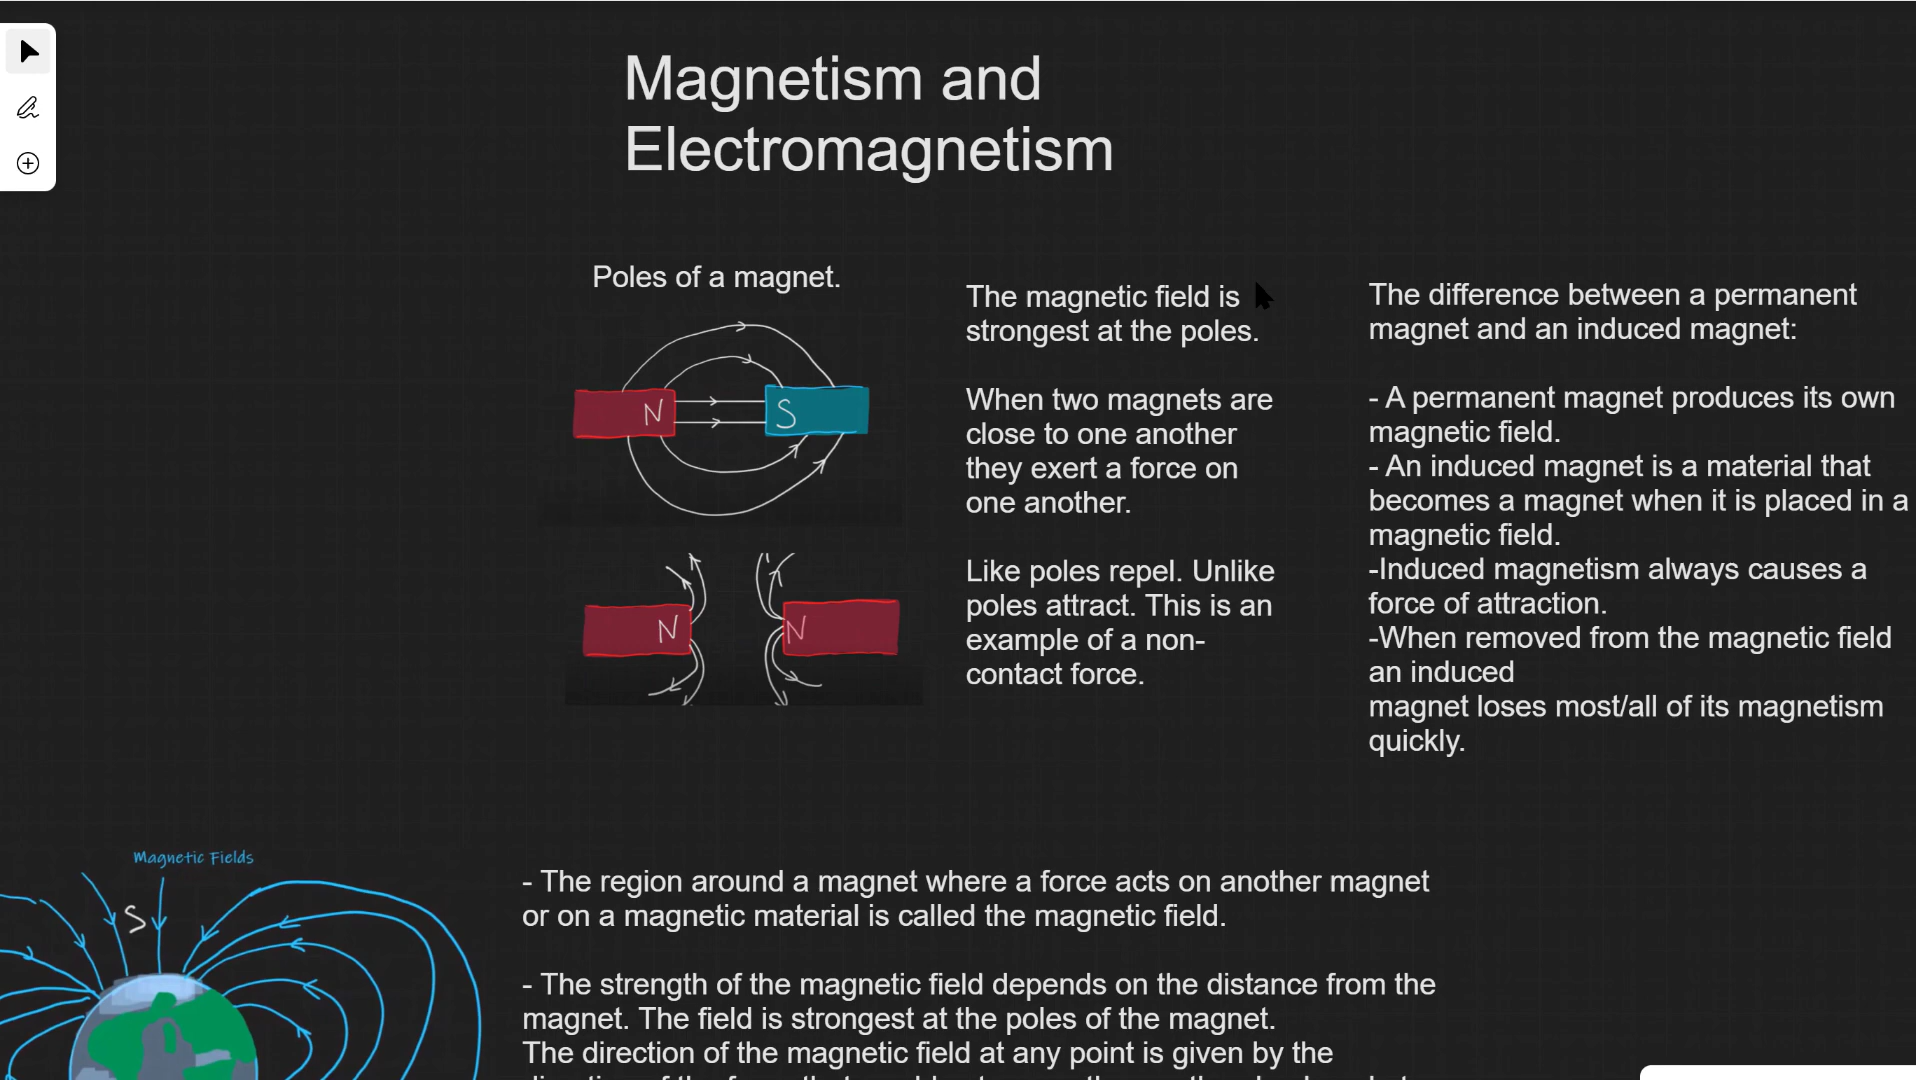 Magnetism and
Electromagnetism
Poles of a magnet.
N
S
N
N
The magnetic field is
strongest at the poles.
When two magnets are
close to one another
they exert a force on
one another.
Like poles repel. Unlike
poles attract. This is an
example of a non-
contact force.
The difference between a permanent
magnet and an induced magnet:
- A permanent magnet produces its own
magnetic field.
- An induced magnet is a material that
becomes a magnet when it is placed in a
magnetic field.
-Induced magnetism always causes a
force of attraction.
-When removed from the magnetic field
an induced
magnet loses most/all of its magnetism
quickly.
Magnetic Fields
S
- The region around a magnet where a force acts on another magnet
or on a magnetic material is called the magnetic field.
- The strength of the magnetic field depends on the distance from the
magnet. The field is strongest at the poles of the magnet.
The direction of the magnetic field at any point is given by the